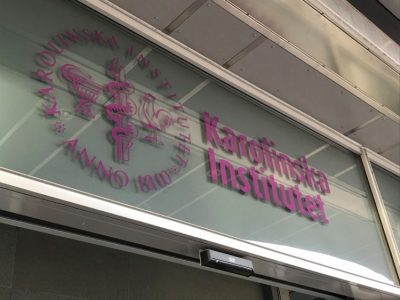 KAROLINSKA INSTITUTET
ANNO 1810
Karolinska
Institutet